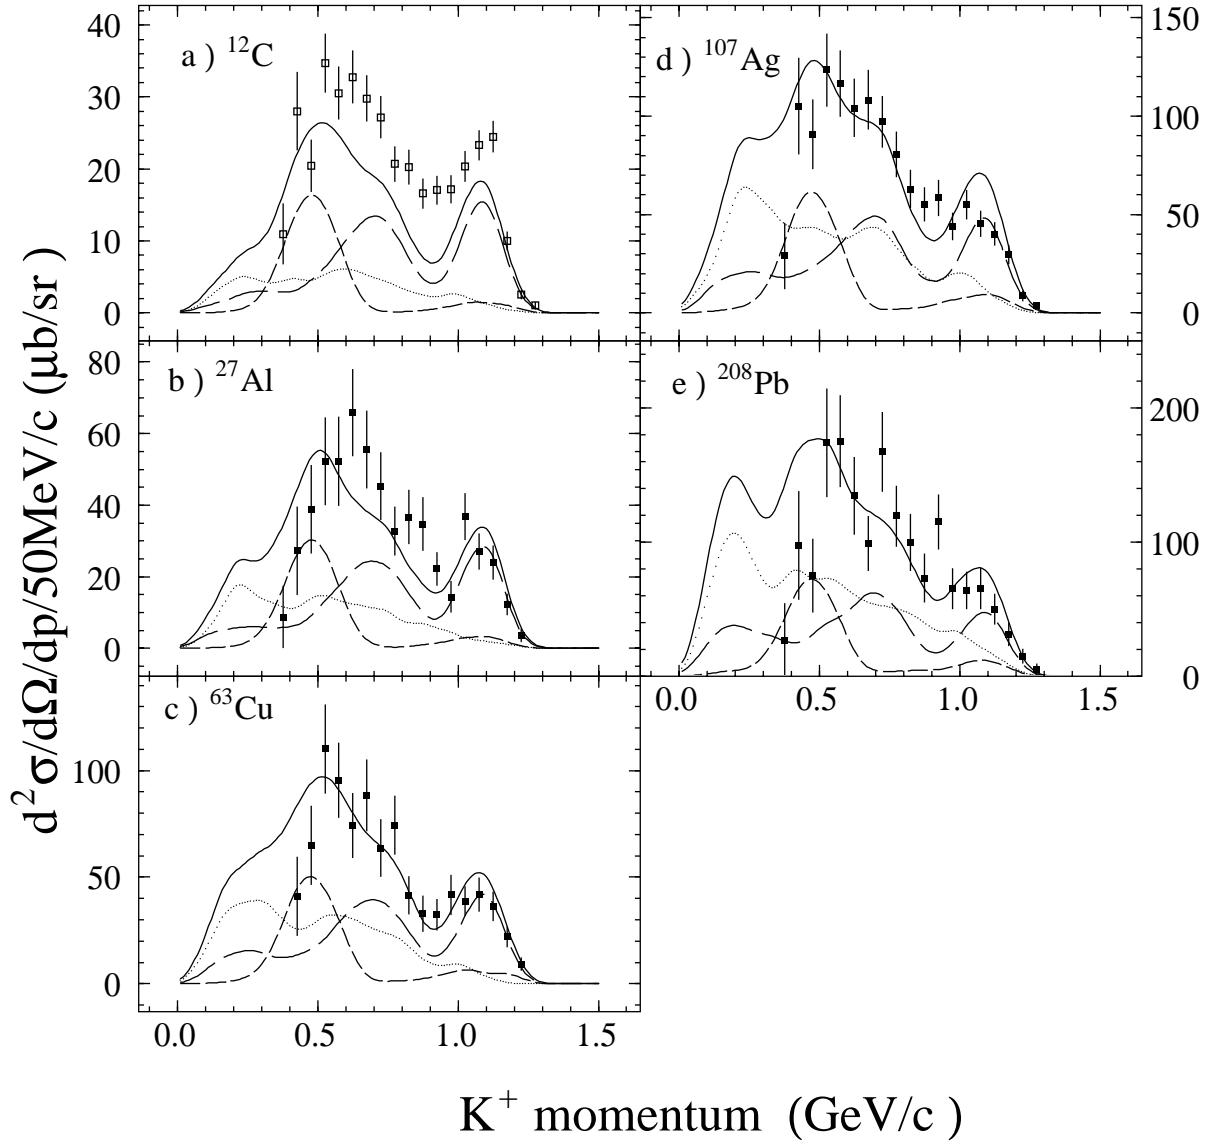 40
30
20
10
0
a ) ¹²C
150
100
50
0
d ) ¹⁰⁷Ag
80
60
40
20
0
b ) ²⁷Al
200
100
0
e ) ²⁰⁸Pb
0.0 0.5 1.0 1.5
100
50
0
c ) ⁶³Cu
0.0 0.5 1.0 1.5
d²σ/dΩ/dp/50MeV/c (μb/sr)
K⁺ momentum (GeV/c )